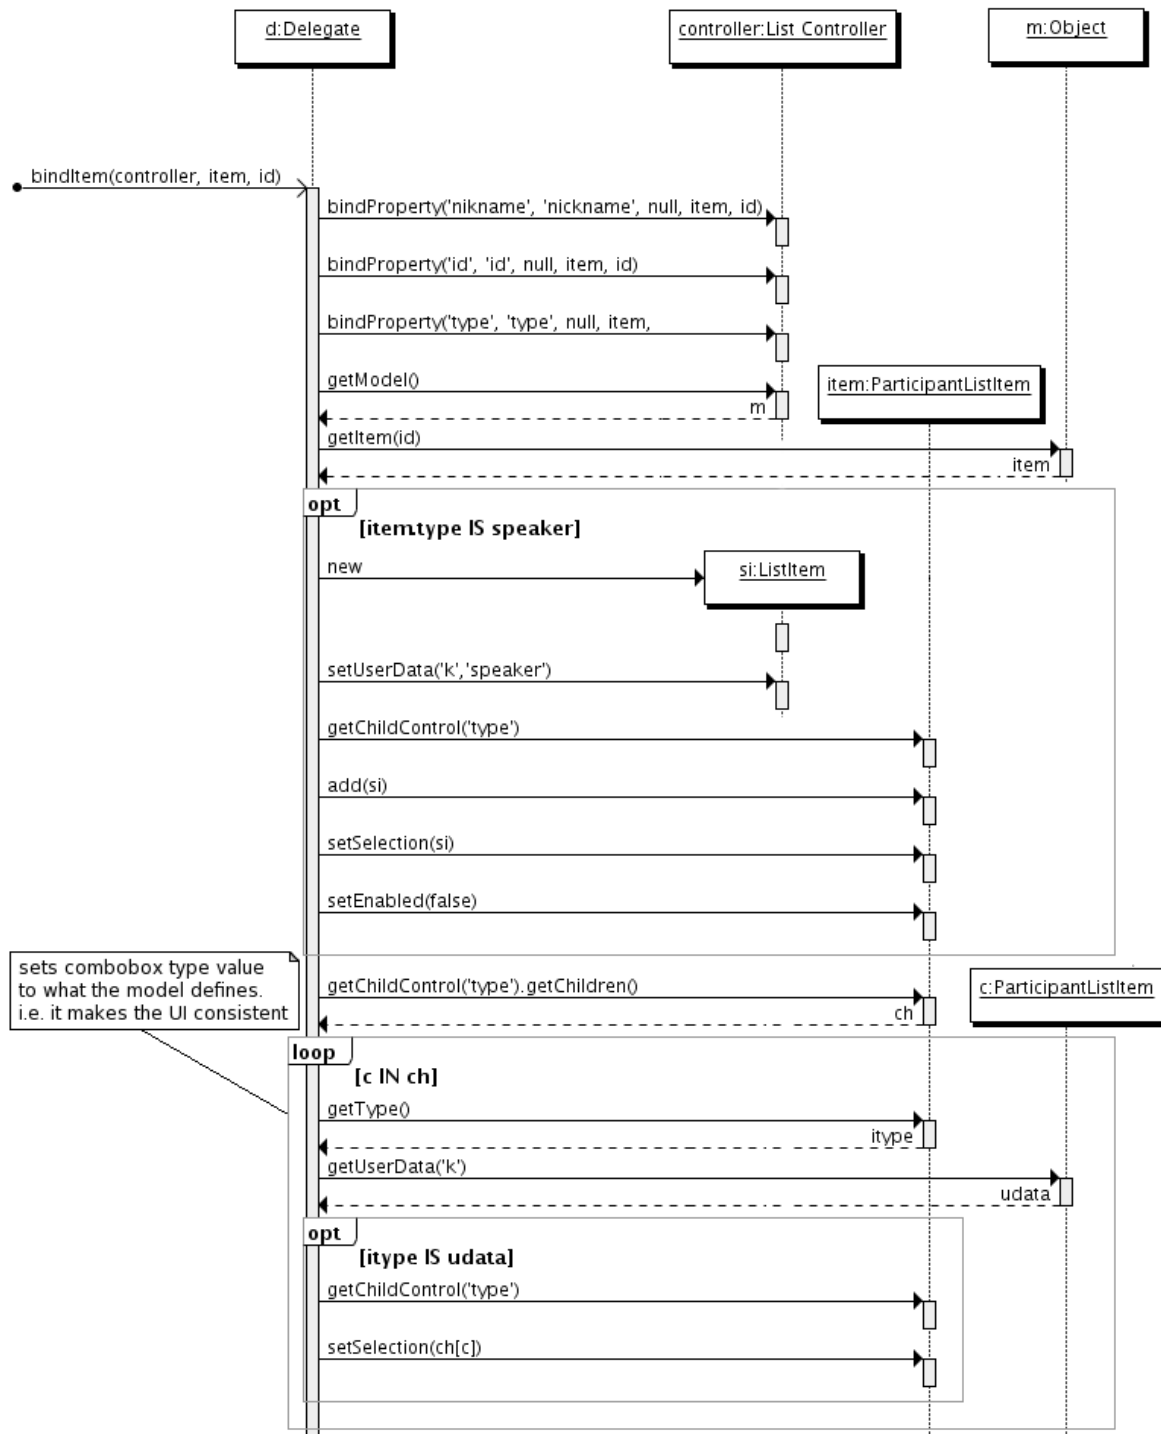 d:Delegate
controller:List Controller
m:Object
bindItem(controller, item, id)
bindProperty('nikname', 'nickname', null, item, id)
bindProperty('id', 'id', null, item, id)
bindProperty('type', 'type', null, item,
getModel()
item:ParticipantListItem
m
getItem(id)
item
opt
[item.type IS speaker]
new
si:ListItem
setUserData('k','speaker')
getChildControl('type')
add(si)
setSelection(si)
setEnabled(false)
sets combobox type value
to what the model defines.
i.e. it makes the UI consistent
getChildControl('type').getChildren()
c:ParticipantListItem
ch
loop
[c IN ch]
getType()
itype
getUserData('k')
udata
opt
[itype IS udata]
getChildControl('type')
setSelection(ch[c])